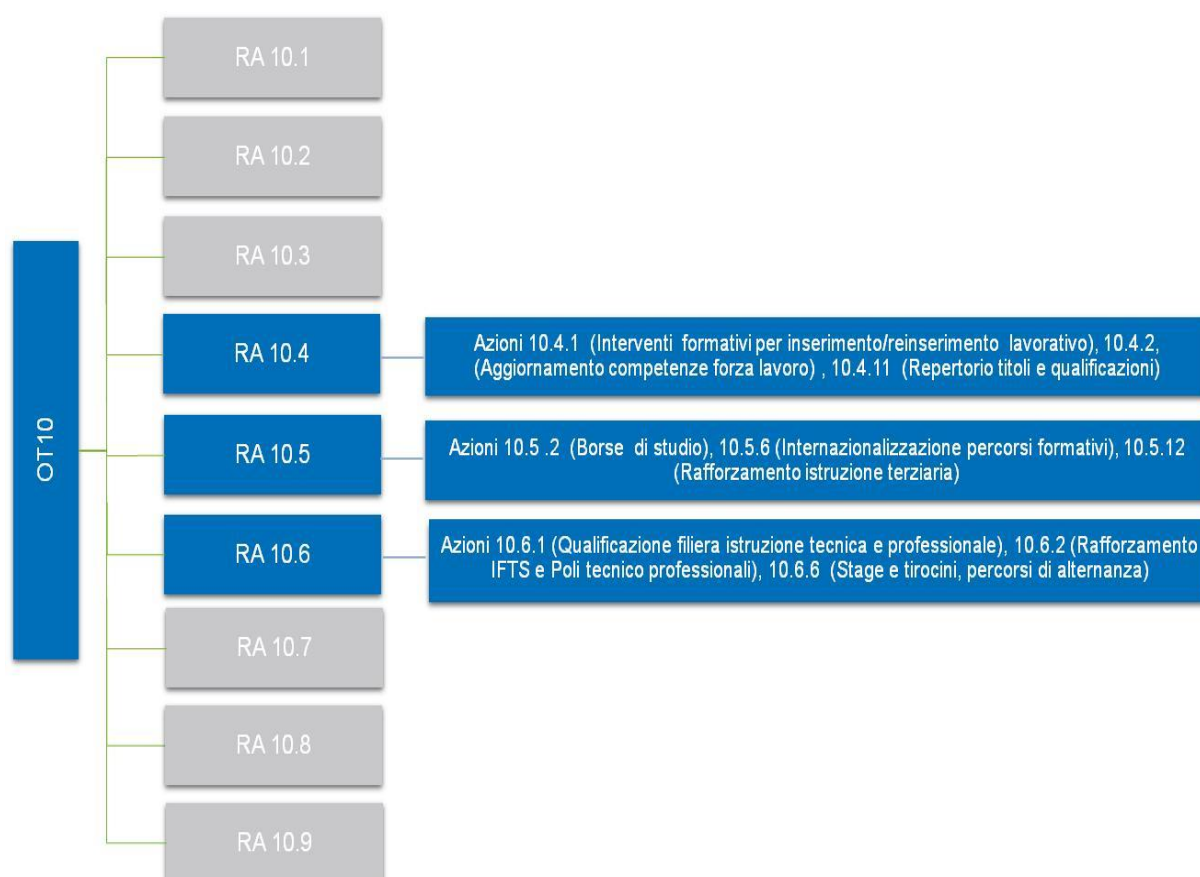 RA 10.1
RA 10.2
RA 10.3
OT10
RA 10.4
Azioni 10.4.1 (Interventi formativi per inserimento/reinserimento lavorativo), 10.4.2,
(Aggiornamento competenze forza lavoro) , 10.4.11 (Repertorio titoli e qualificazioni)
RA 10.5
Azioni 10.5 .2 (Borse di studio), 10.5.6 (Internazionalizzazione percorsi formativi), 10.5.12
(Rafforzamento istruzione terziaria)
RA 10.6
Azioni 10.6.1 (Qualificazione filiera istruzione tecnica e professionale), 10.6.2 (Rafforzamento
IFTS e Poli tecnico professionali), 10.6.6 (Stage e tirocini, percorsi di alternanza)
RA 10.7
RA 10.8
RA 10.9